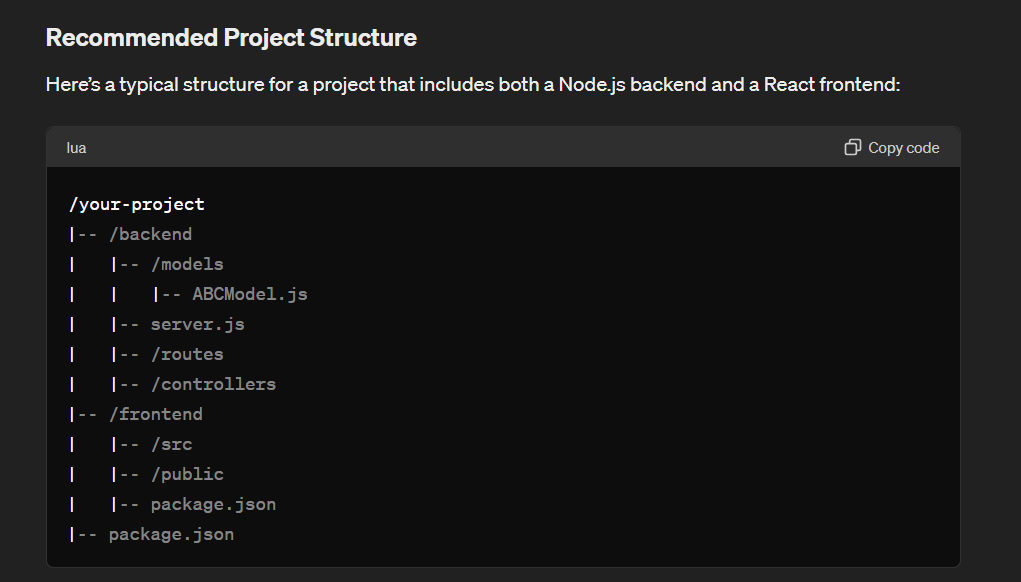 Recommended Project Structure
Here’s a typical structure for a project that includes both a Node.js backend and a React frontend:
lua
Copy code
/your-project
|-- /backend
|   |-- /models
|   |   |-- ABCModel.js
|   |-- server.js
|   |-- /routes
|   |-- /controllers
|-- /frontend
|   |-- /src
|   |-- /public
|   |-- package.json
|-- package.json